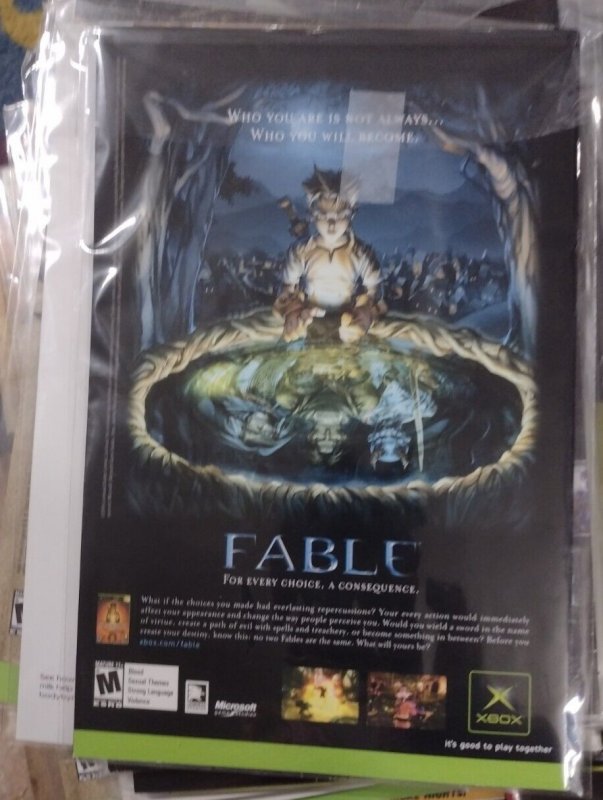 WHO YOU ARE IS NOT ALWAYS...
WHO YOU WILL BECOME.
FABLE
FOR EVERY CHOICE, A CONSEQUENCE.
What if the choices you made had everlasting repercussions? Your every action would immediately
affect your appearance and change the way people perceive you. Would you wield a sword in the name
of virtue, create a path of evil with spells and treachery, or become something in between? Before you
create your destiny, know this: no two Fables are the same. What will yours be?
xbox.com/fable
MATURE 17+
M
Blood
Sexual Themes
Strong Language
Violence
Microsoft
game studios
XBOX
it's good to play together